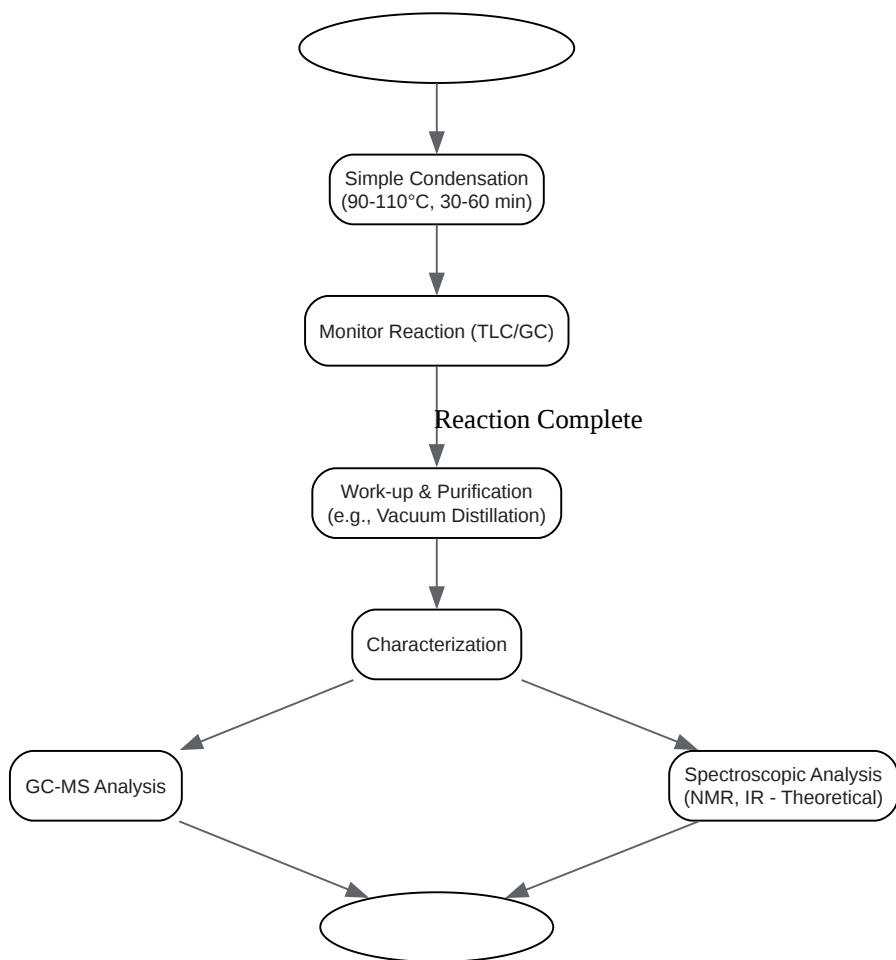 Simple Condensation
(90-110°C, 30-60 min)
Monitor Reaction (TLC/GC)
Reaction Complete
Work-up & Purification
(e.g., Vacuum Distillation)
Characterization
GC-MS Analysis
Spectroscopic Analysis
(NMR, IR - Theoretical)